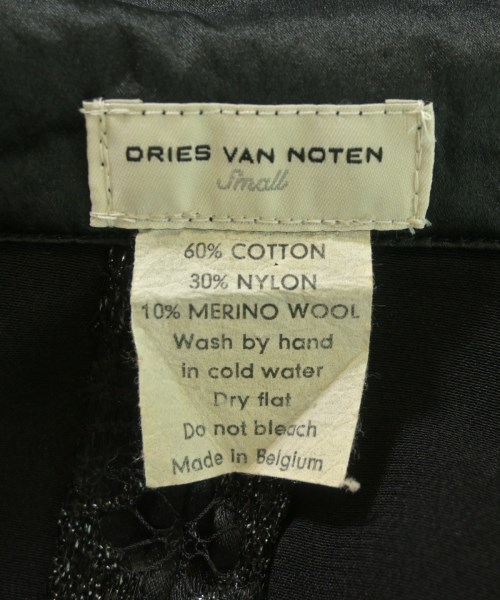 DRIES VAN NOTEN
Small
60% COTTON
30% NYLON
10% MERINO WOOL
Wash by hand
in cold water
Dry flat
Do not bleach
Made in Belgium